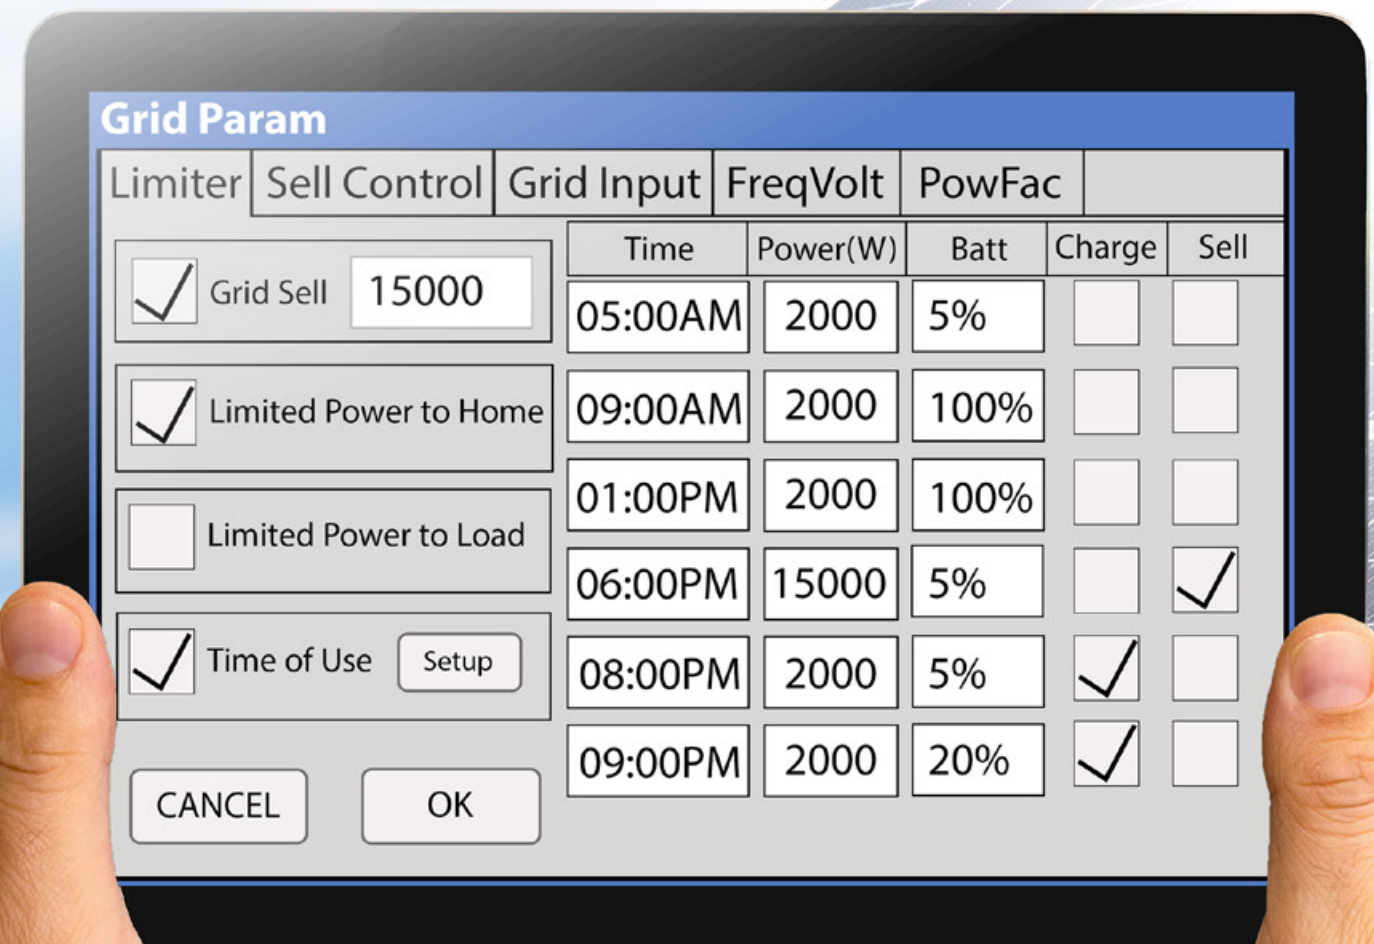 Grid Param
Limiter Sell Control Grid Input FreqVolt PowFac
Grid Sell 15000
Limited Power to Home
Limited Power to Load
Time of Use Setup
CANCEL OK
Time Power(W) Batt Charge Sell
05:00AM 2000 5%
09:00AM 2000 100%
01:00PM 2000 100%
06:00PM 15000 5%
08:00PM 2000 5%
09:00PM 2000 20%